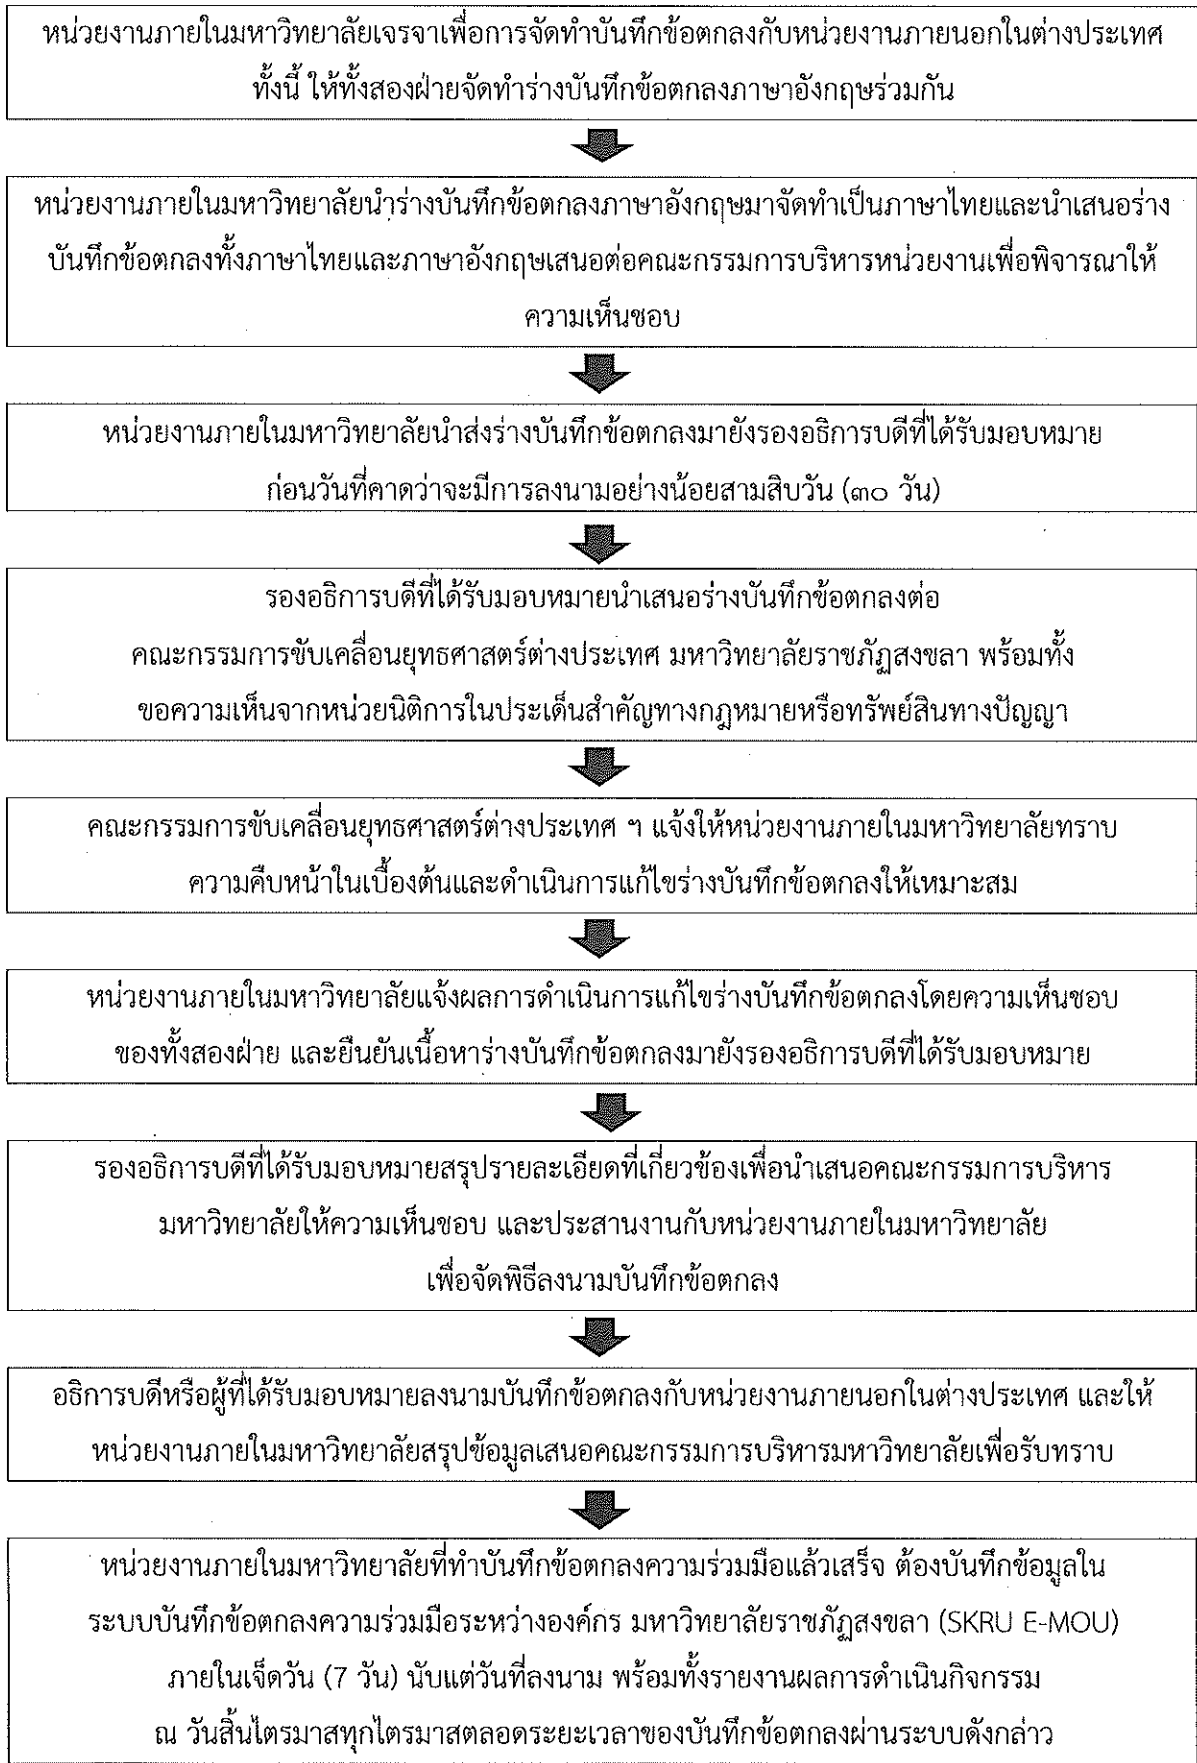 หน่วยงานภายในมหาวิทยาลัยเจรจาเพื่อการจัดทำบันทึกข้อตกลงกับหน่วยงานภายนอกในต่างประเทศ
ทั้งนี้ ให้ทั้งสองฝ่ายจัดทำร่างบันทึกข้อตกลงภาษาอังกฤษร่วมกัน
หน่วยงานภายในมหาวิทยาลัยนำร่างบันทึกข้อตกลงภาษาอังกฤษมาจัดทำเป็นภาษาไทยและนำเสนอร่าง
บันทึกข้อตกลงทั้งภาษาไทยและภาษาอังกฤษเสนอต่อคณะกรรมการบริหารหน่วยงานเพื่อพิจารณาให้
ความเห็นชอบ
หน่วยงานภายในมหาวิทยาลัยนำส่งร่างบันทึกข้อตกลงมายังรองอธิการบดีที่ได้รับมอบหมาย
ก่อนวันที่คาดว่าจะมีการลงนามอย่างน้อยสามสิบวัน (๓๐ วัน)
รองอธิการบดีที่ได้รับมอบหมายนำเสนอร่างบันทึกข้อตกลงต่อ
คณะกรรมการขับเคลื่อนยุทธศาสตร์ต่างประเทศ มหาวิทยาลัยราชภัฏสงขลา พร้อมทั้ง
ขอความเห็นจากหน่วยนิติการในประเด็นสำคัญทางกฎหมายหรือทรัพย์สินทางปัญญา
คณะกรรมการขับเคลื่อนยุทธศาสตร์ต่างประเทศ ฯ แจ้งให้หน่วยงานภายในมหาวิทยาลัยทราบ
ความคืบหน้าในเบื้องต้นและดำเนินการแก้ไขร่างบันทึกข้อตกลงให้เหมาะสม
หน่วยงานภายในมหาวิทยาลัยแจ้งผลการดำเนินการแก้ไขร่างบันทึกข้อตกลงโดยความเห็นชอบ
ของทั้งสองฝ่าย และยืนยันเนื้อหาร่างบันทึกข้อตกลงมายังรองอธิการบดีที่ได้รับมอบหมาย
รองอธิการบดีที่ได้รับมอบหมายสรุปรายละเอียดที่เกี่ยวข้องเพื่อนำเสนอคณะกรรมการบริหาร
มหาวิทยาลัยให้ความเห็นชอบ และประสานงานกับหน่วยงานภายในมหาวิทยาลัย
เพื่อจัดพิธีลงนามบันทึกข้อตกลง
อธิการบดีหรือผู้ที่ได้รับมอบหมายลงนามบันทึกข้อตกลงกับหน่วยงานภายนอกในต่างประเทศ และให้
หน่วยงานภายในมหาวิทยาลัยสรุปข้อมูลเสนอคณะกรรมการบริหารมหาวิทยาลัยเพื่อรับทราบ
หน่วยงานภายในมหาวิทยาลัยที่ทำบันทึกข้อตกลงความร่วมมือแล้วเสร็จ ต้องบันทึกข้อมูลใน
ระบบบันทึกข้อตกลงความร่วมมือระหว่างองค์กร มหาวิทยาลัยราชภัฏสงขลา (SKRU E-MOU)
ภายในเจ็ดวัน (7 วัน) นับแต่วันที่ลงนาม พร้อมทั้งรายงานผลการดำเนินกิจกรรม
ณ วันสิ้นไตรมาสทุกไตรมาสตลอดระยะเวลาของบันทึกข้อตกลงผ่านระบบดังกล่าว